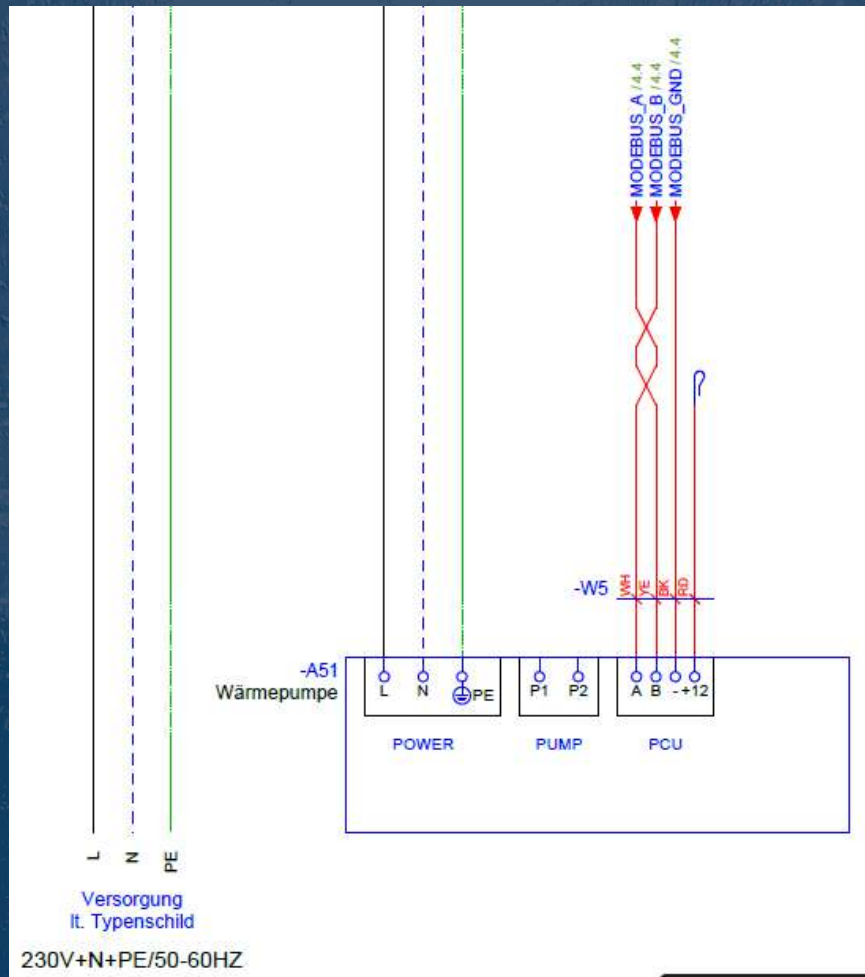 MODEBUS_A /4.4
MODEBUS_B /4.4
MODEBUS_GND /4.4
-W5
WH
YE
BK
RD
-A51
Wärmepumpe
L
N
PE
P1
P2
A
B
-
+12
POWER
PUMP
PCU
L
N
PE
Versorgung
lt. Typenschild
230V+N+PE/50-60HZ